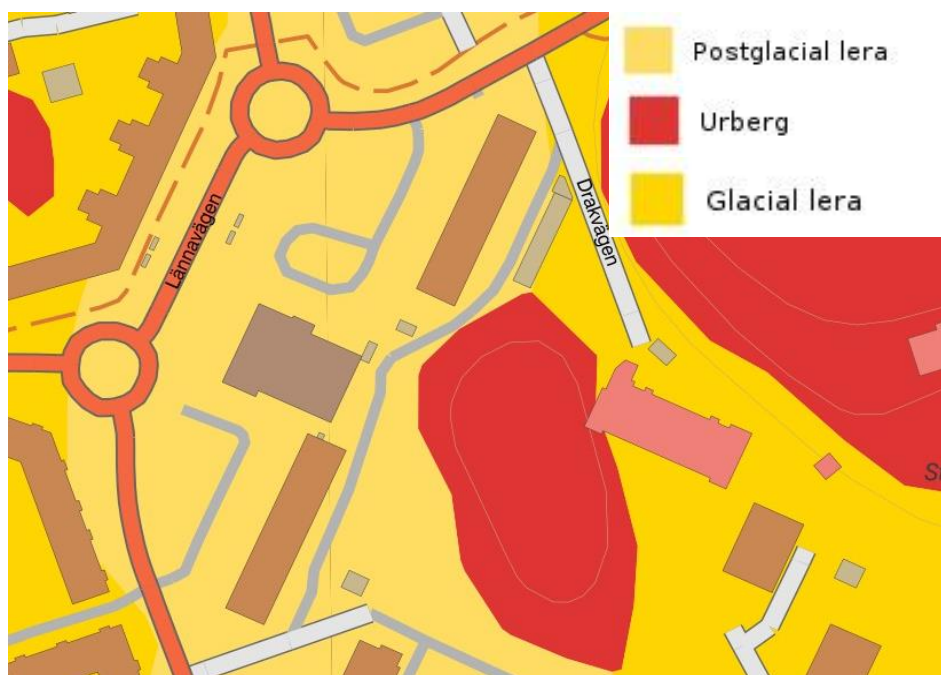 Postglacial lera
Urberg
Glacial lera
Drakvägen
Lännavägen